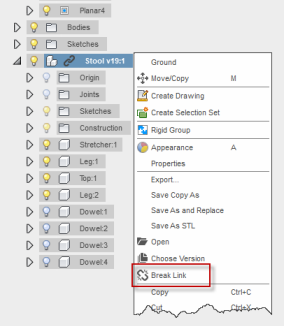 Planar4
Bodies
Sketches
Stool v19:1
Origin
Joints
Sketches
Construction
Stretcher:1
Leg:1
Top:1
Leg:2
Dowel:1
Dowel:2
Dowel:3
Dowel:4
Ground
Move/Copy M
Create Drawing
Create Selection Set
Rigid Group
Appearance A
Properties
Export...
Save Copy As
Save As and Replace
Save As STL
Open
Choose Version
Break Link
Copy Ctrl+C
Cut Ctrl+X